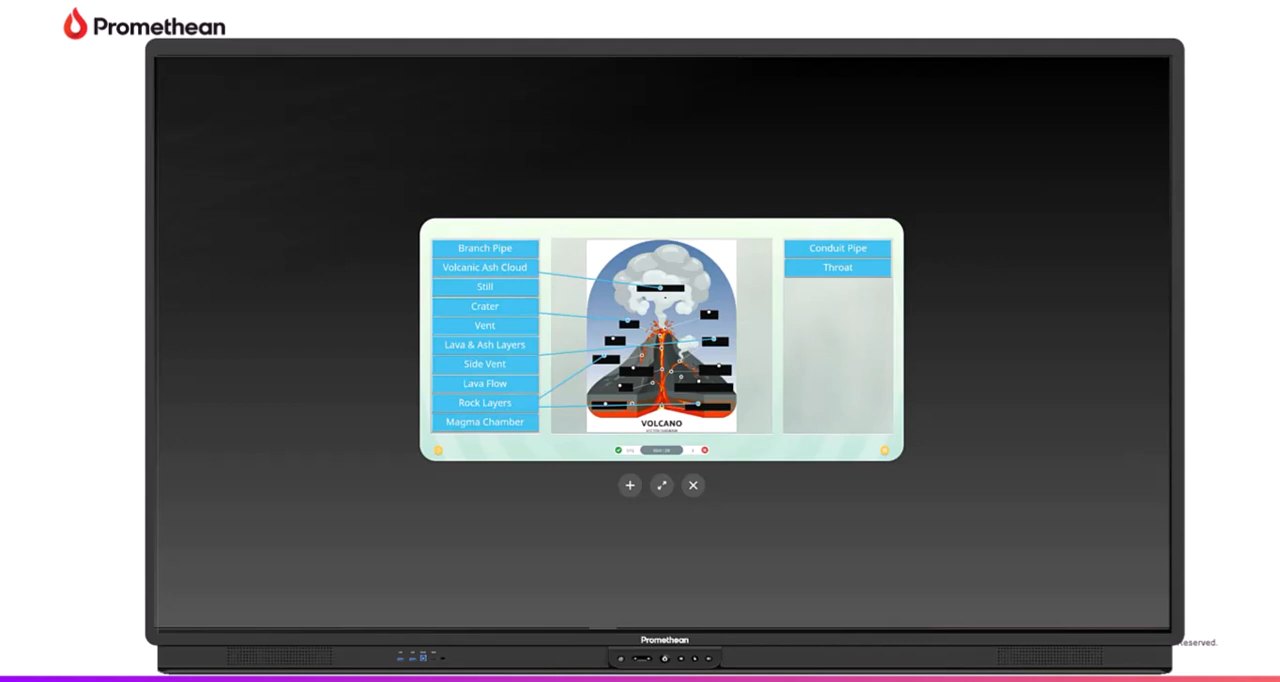 Promethean
Branch Pipe
Volcanic Ash Cloud
Still
Crater
Vent
Lava & Ash Layers
Side Vent
Lava Flow
Rock Layers
Magma Chamber
VOLCANO
Conduit Pipe
Throat
Promethean
Reserved.